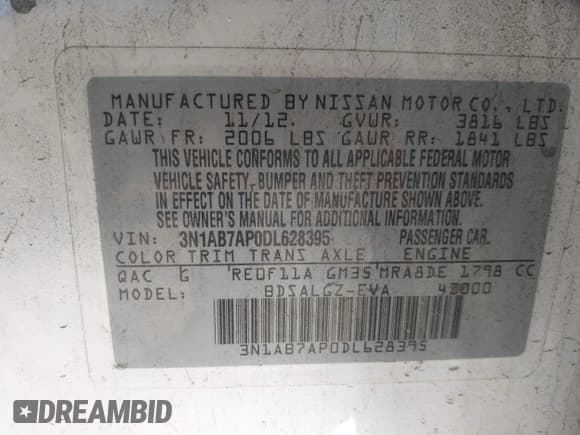 MANUFACTURED BY NISSAN MOTOR CO., LTD.
DATE: 11/12. GVWR: 3816 LBS
GAWR FR: 2006 LBS GAWR RR: 1841 LBS
THIS VEHICLE CONFORMS TO ALL APPLICABLE FEDERAL MOTOR
VEHICLE SAFETY, BUMPER AND THEFT PREVENTION STANDARDS
IN EFFECT ON THE DATE OF MANUFACTURE SHOWN ABOVE.
SEE OWNER'S MANUAL FOR ADDITIONAL INFORMATION.
VIN: 3N1AB7AP0DL628395 PASSENGER CAR.
COLOR TRIM TRANS AXLE ENGINE
QAC G RE0F11A GM35 MRA8DE 1798 CC
MODEL: BDSALGZ-EWA 43000
3N1AB7AP0DL628395
DREAMBID